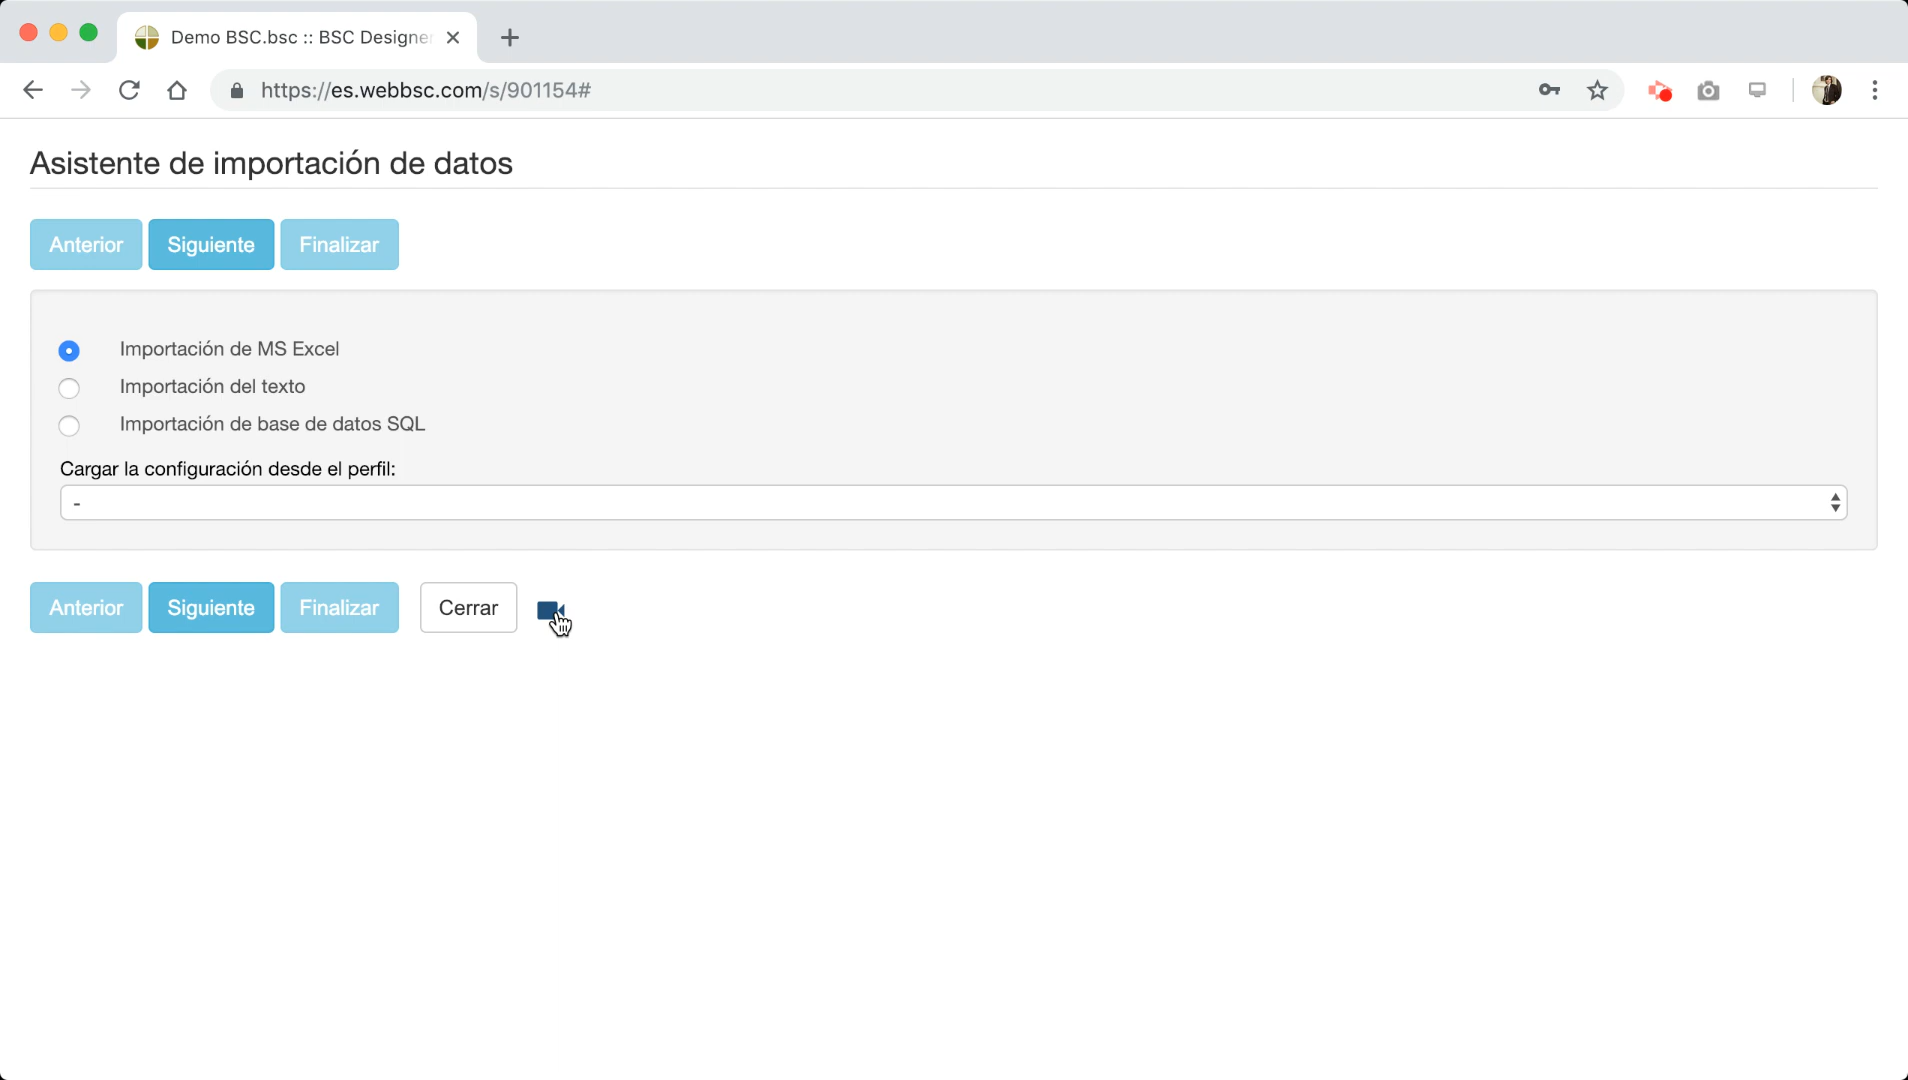 Demo BSC.bsc :: BSC Designer
https://es.webbsc.com/s/901154#
Asistente de importación de datos
Anterior Siguiente Finalizar
Importación de MS Excel
Importación del texto
Importación de base de datos SQL
Cargar la configuración desde el perfil:
-
Anterior Siguiente Finalizar Cerrar